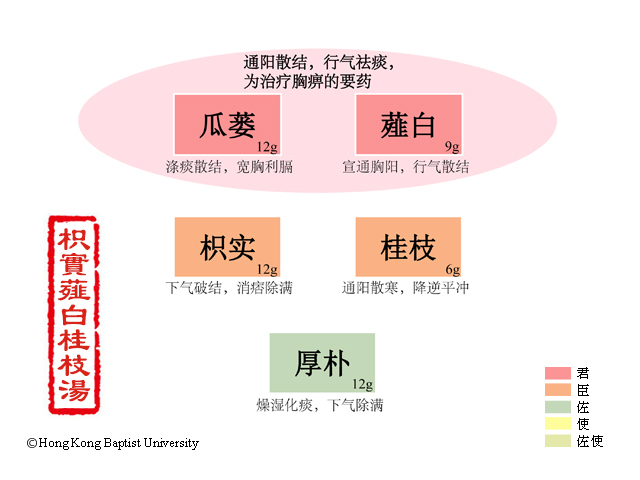 通阳散结，行气祛痰，
为治疗胸痹的要药
瓜蒌
12g
涤痰散结，宽胸利膈
薤白
9g
宣通胸阳，行气散结
枳实
12g
下气破结，消痞除满
桂枝
6g
通阳散寒，降逆平冲
厚朴
12g
燥湿化痰，下气除满
枳實薤白桂枝湯
君
臣
佐
使
佐使
©Hong Kong Baptist University